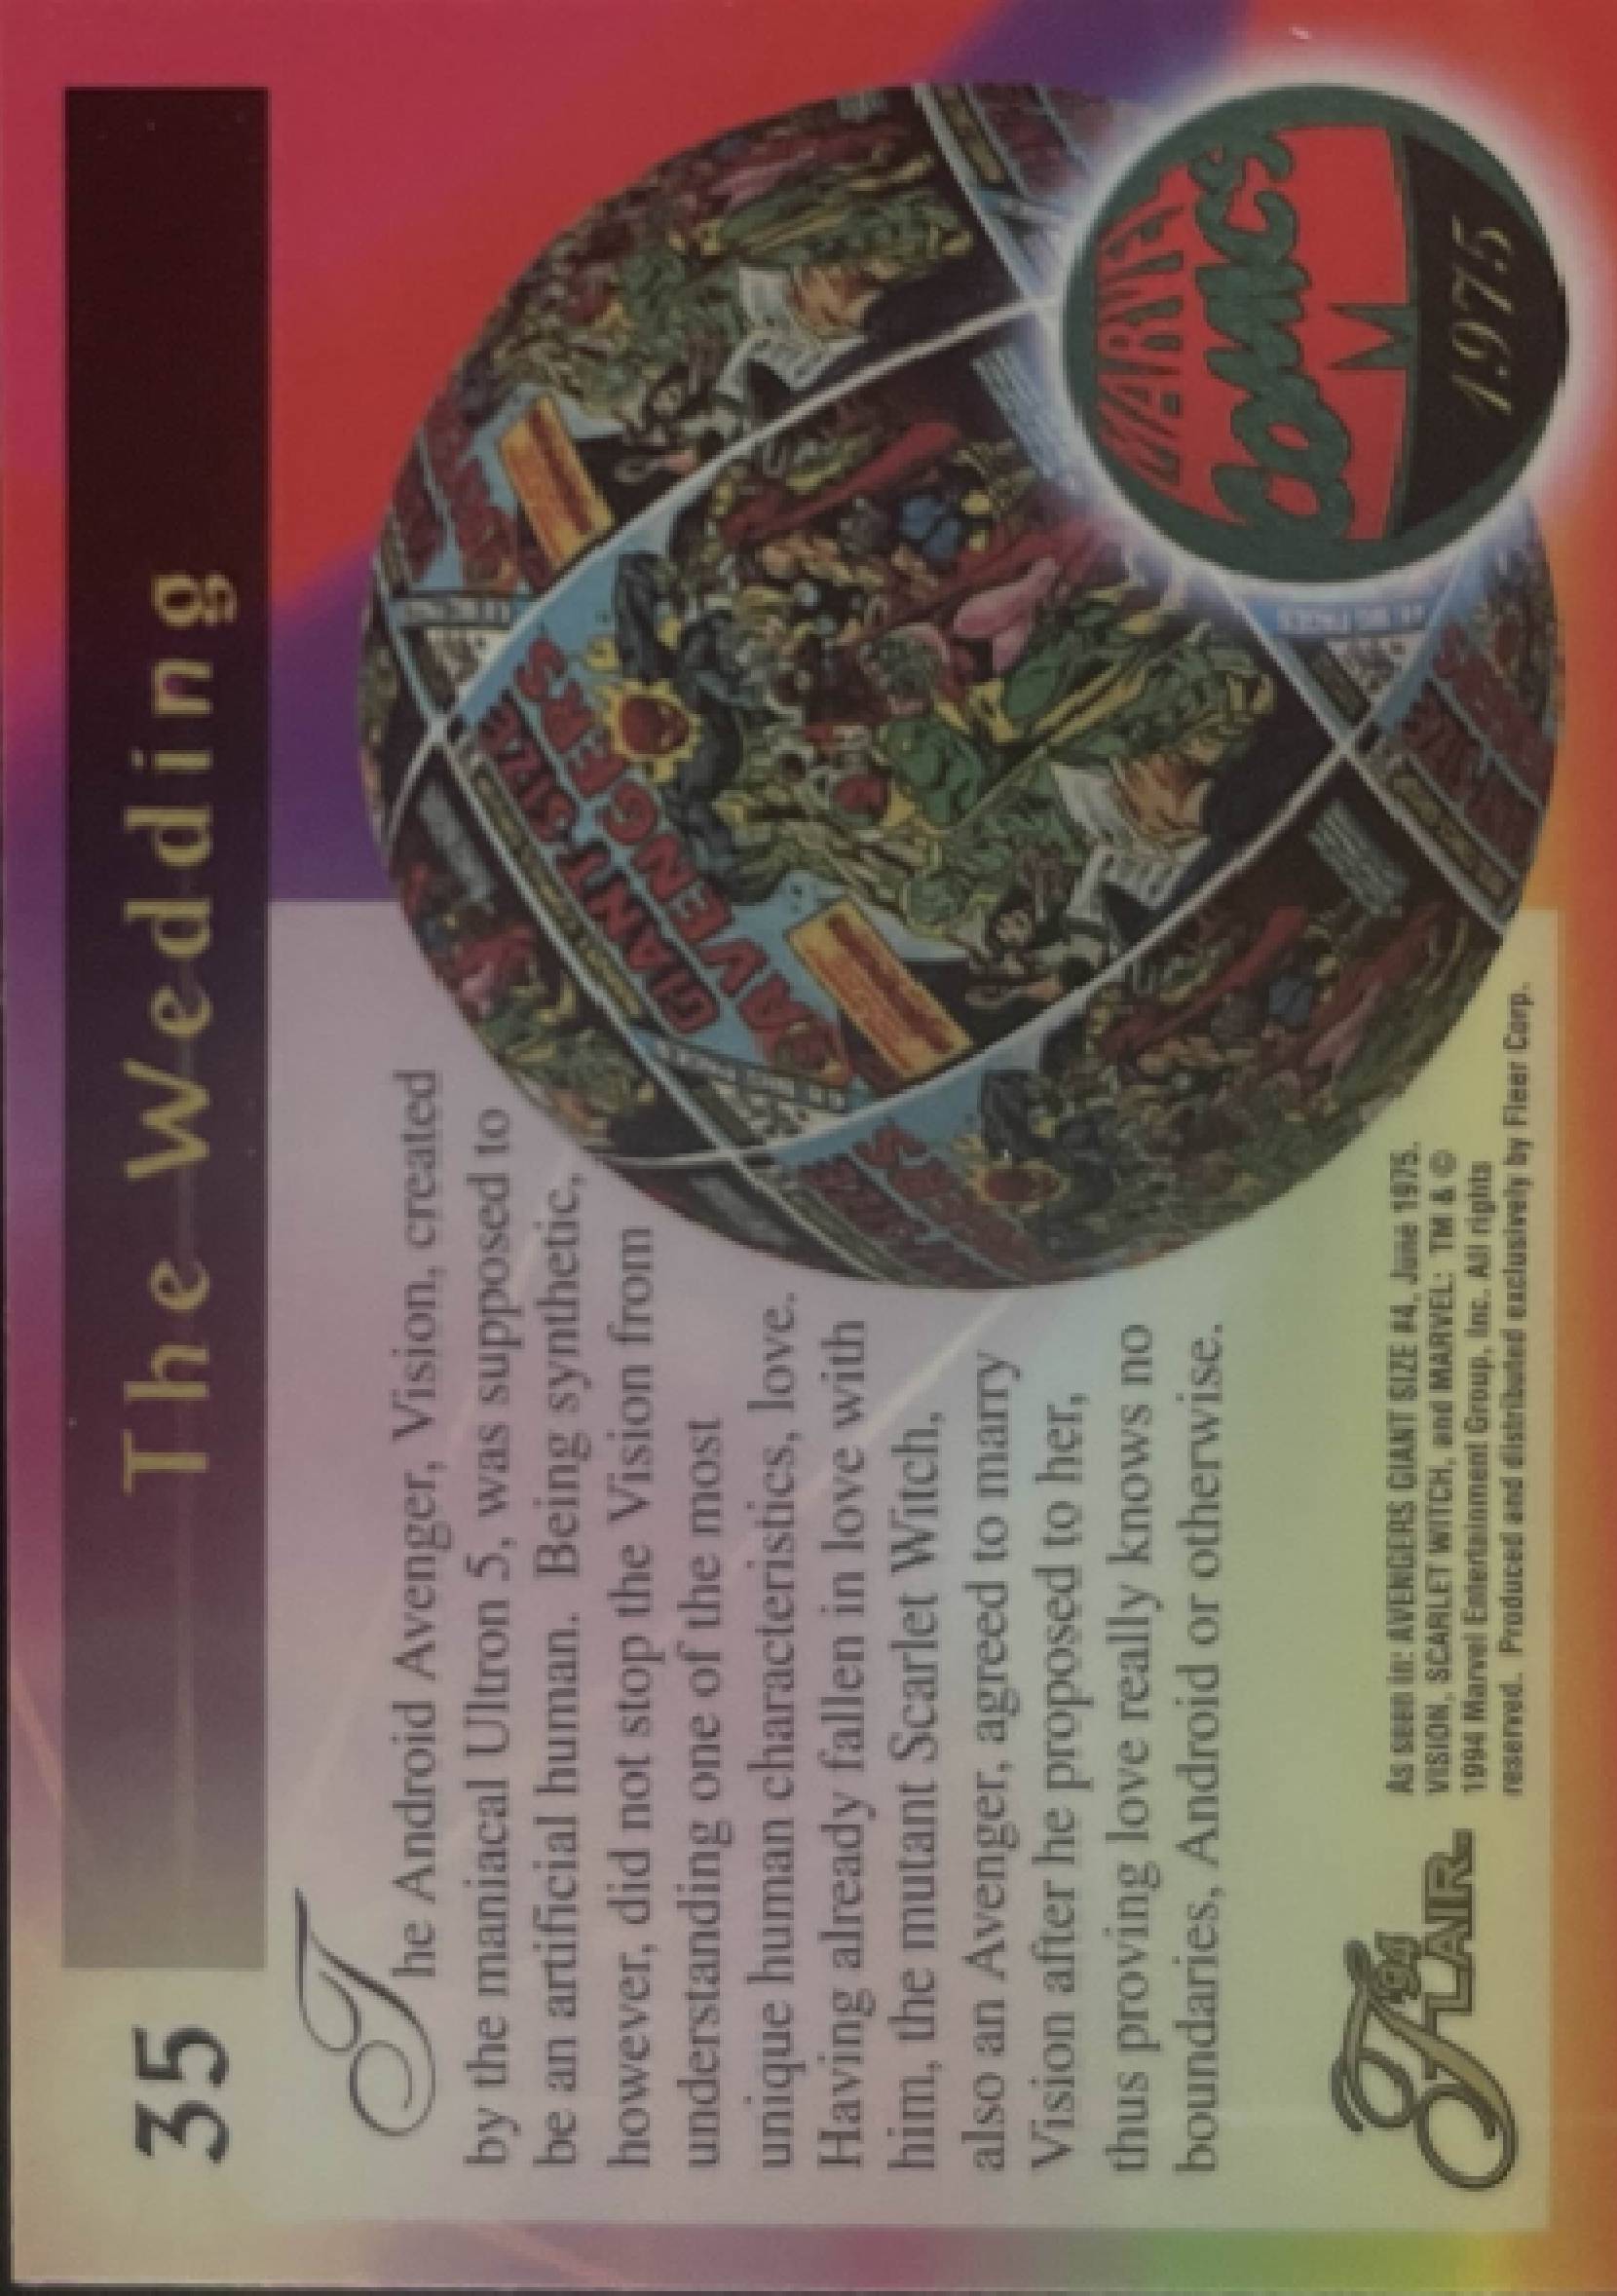 35
The Wedding
The Android Avenger, Vision, created
by the maniacal Ultron 5, was supposed to
be an artificial human. Being synthetic,
however, did not stop the Vision from
understanding one of the most
unique human characteristics, love.
Having already fallen in love with
him, the mutant Scarlet Witch,
also an Avenger, agreed to marry
Vision after he proposed to her,
thus proving love really knows no
boundaries, Android or otherwise.
GIANT-SIZE
AVENGERS
MARVEL
COMICS
M
1975
'94
FLAIR™
As seen in: AVENGERS GIANT SIZE #4, June 1975.
VISION, SCARLET WITCH, and MARVEL: TM & ©
1994 Marvel Entertainment Group, Inc. All rights
reserved. Produced and distributed exclusively by Fleer Corp.